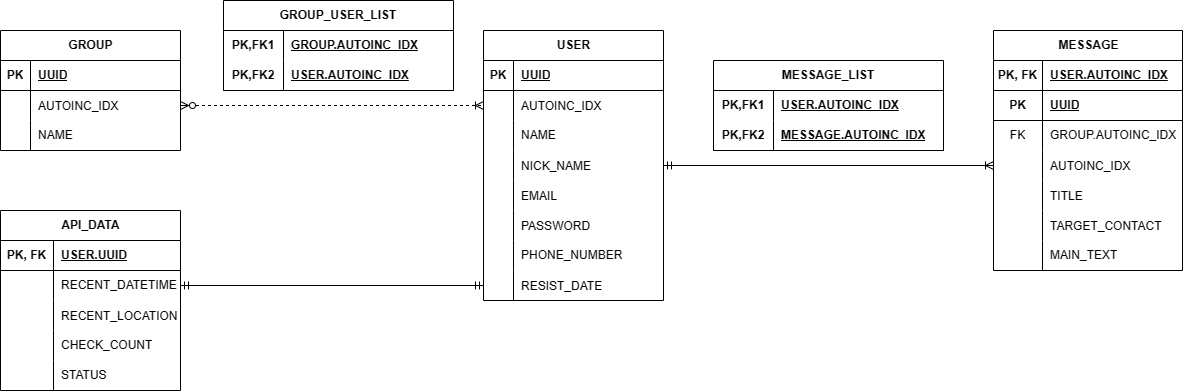 GROUP
PK UUID
AUTOINC_IDX
NAME
GROUP_USER_LIST
PK,FK1 GROUP.AUTOINC_IDX
PK,FK2 USER.AUTOINC_IDX
USER
PK UUID
AUTOINC_IDX
NAME
NICK_NAME
EMAIL
PASSWORD
PHONE_NUMBER
RESIST_DATE
MESSAGE_LIST
PK,FK1 USER.AUTOINC_IDX
PK,FK2 MESSAGE.AUTOINC_IDX
MESSAGE
PK, FK USER.AUTOINC_IDX
PK UUID
FK GROUP.AUTOINC_IDX
AUTOINC_IDX
TITLE
TARGET_CONTACT
MAIN_TEXT
API_DATA
PK, FK USER.UUID
RECENT_DATETIME
RECENT_LOCATION
CHECK_COUNT
STATUS